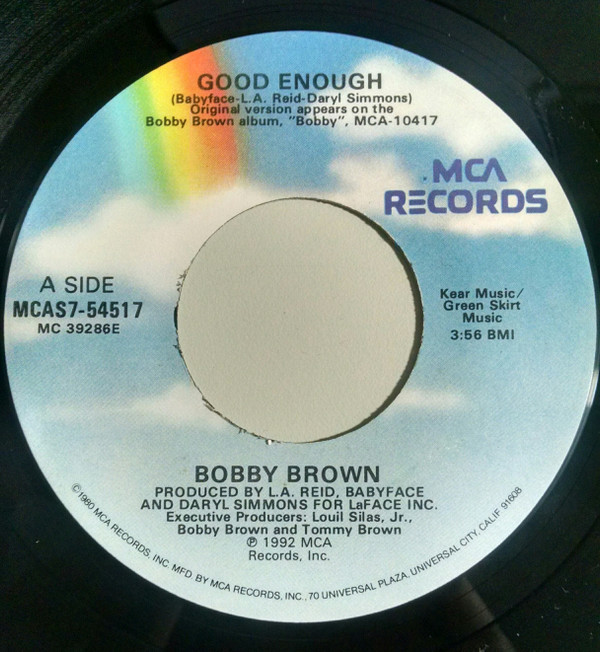 GOOD ENOUGH
(Babyface-L.A. Reid-Daryl Simmons)
Original version appears on the
Bobby Brown album, "Bobby", MCA-10417
MCA
RECORDS
A SIDE
MCAS7-54517
MC 39286E
Kear Music/
Green Skirt
Music
3:56 BMI
BOBBY BROWN
PRODUCED BY L.A. REID, BABYFACE
AND DARYL SIMMONS FOR LaFACE INC.
Executive Producers: Louil Silas, Jr.,
Bobby Brown and Tommy Brown
℗ 1992 MCA
Records, Inc.
©1980 MCA RECORDS, INC. MFD. BY MCA RECORDS, INC., 70 UNIVERSAL PLAZA, UNIVERSAL CITY, CALIF. 91608